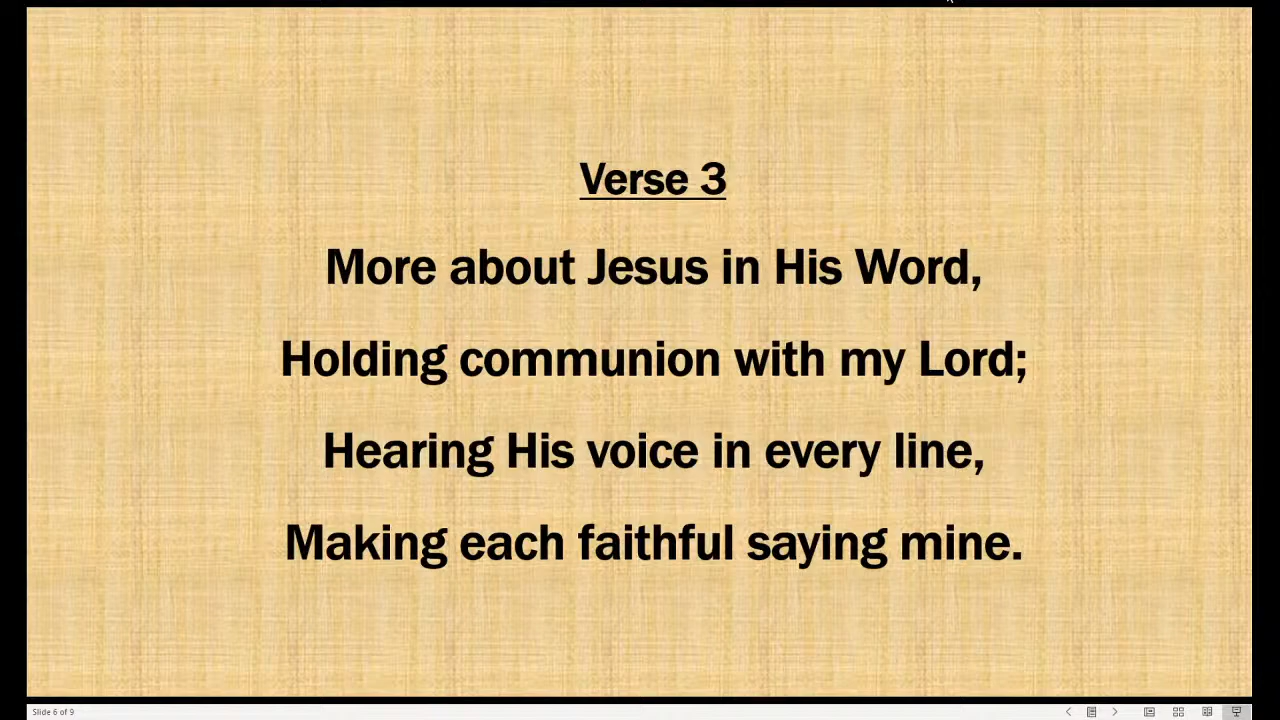 Verse 3
More about Jesus in His Word,
Holding communion with my Lord;
Hearing His voice in every line,
Making each faithful saying mine.
Slide 6 of 9